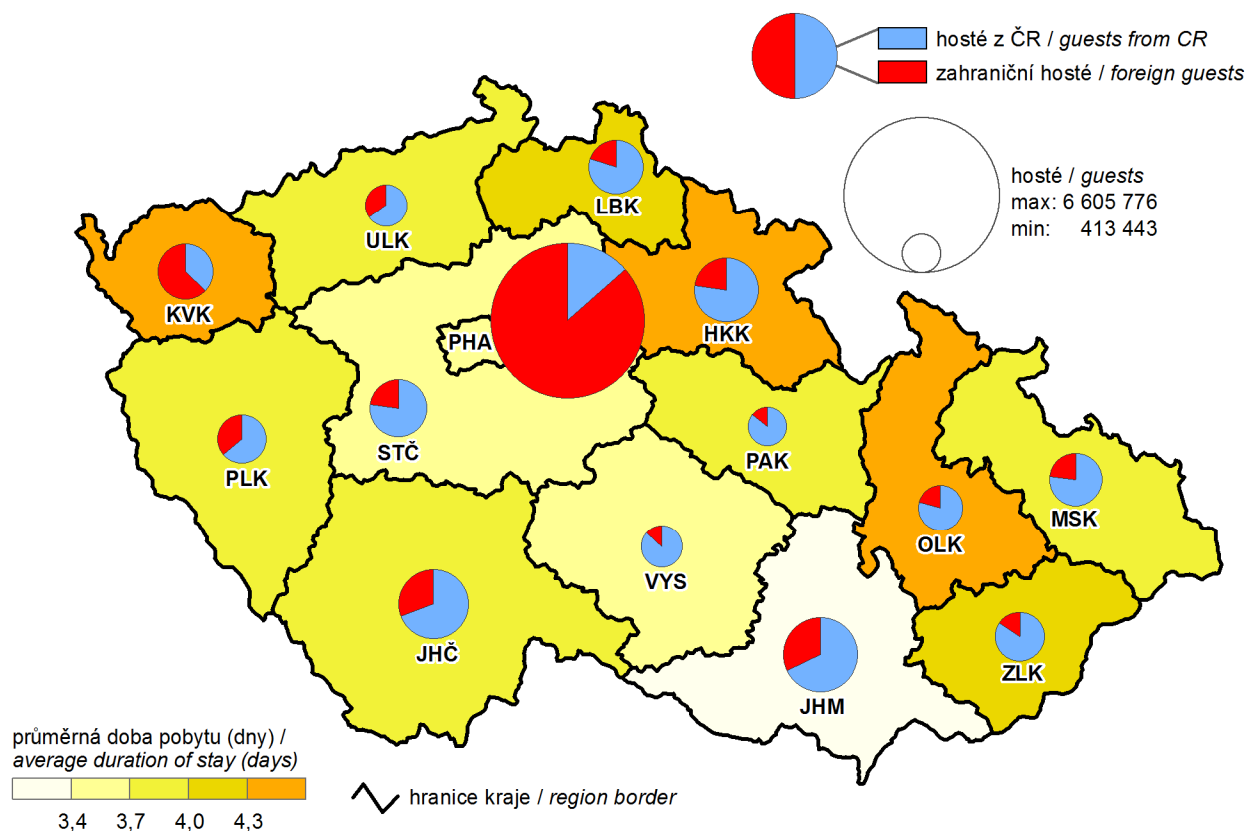 hosté z ČR / guests from CR
zahraniční hosté / foreign guests
hosté / guests
max: 6 605 776
min: 413 443
LBK
ULK
KVK
HKK
PHA
STČ
PAK
PLK
MSK
OLK
VYS
JHČ
ZLK
JHM
průměrná doba pobytu (dny) /
average duration of stay (days)
3,4 3,7 4,0 4,3
hranice kraje / region border